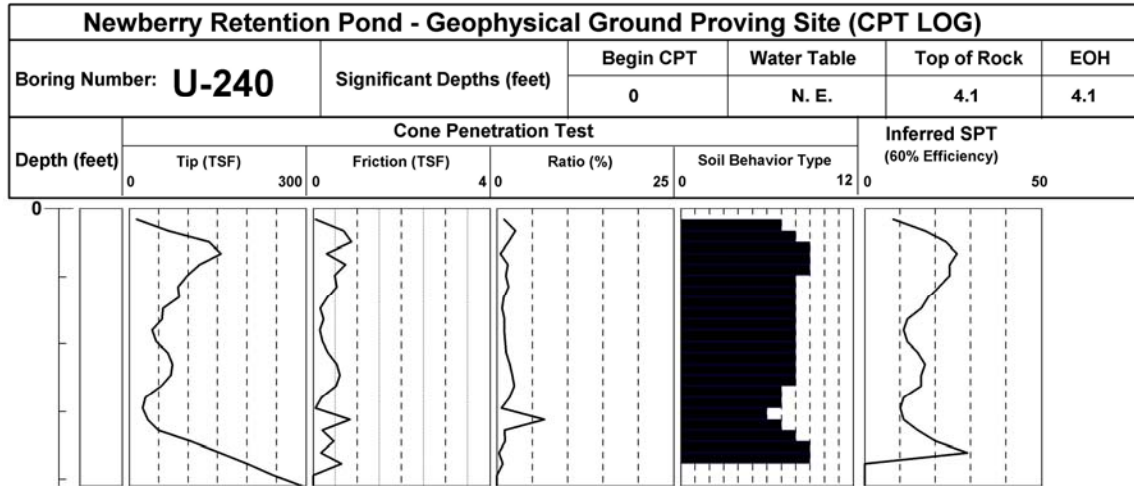 Newberry Retention Pond - Geophysical Ground Proving Site (CPT LOG)
Boring Number: U-240
Significant Depths (feet)
Begin CPT Water Table Top of Rock EOH
0 N. E. 4.1 4.1
Depth (feet)
Cone Penetration Test
Inferred SPT
(60% Efficiency)
Tip (TSF) Friction (TSF) Ratio (%) Soil Behavior Type
0 300 0 4 0 25 0 12 0 50
0